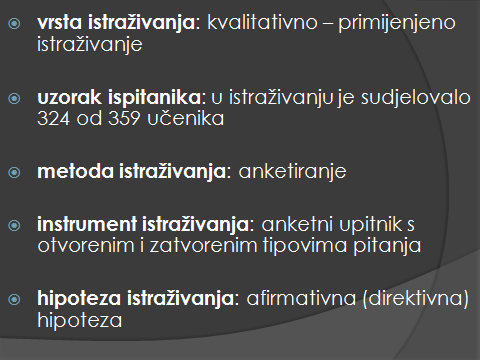 vrsta istraživanja: kvalitativno – primijenjeno
istraživanje
uzorak ispitanika: u istraživanju je sudjelovalo
324 od 359 učenika
metoda istraživanja: anketiranje
instrument istraživanja: anketni upitnik s
otvorenim i zatvorenim tipovima pitanja
hipoteza istraživanja: afirmativna (direktivna)
hipoteza